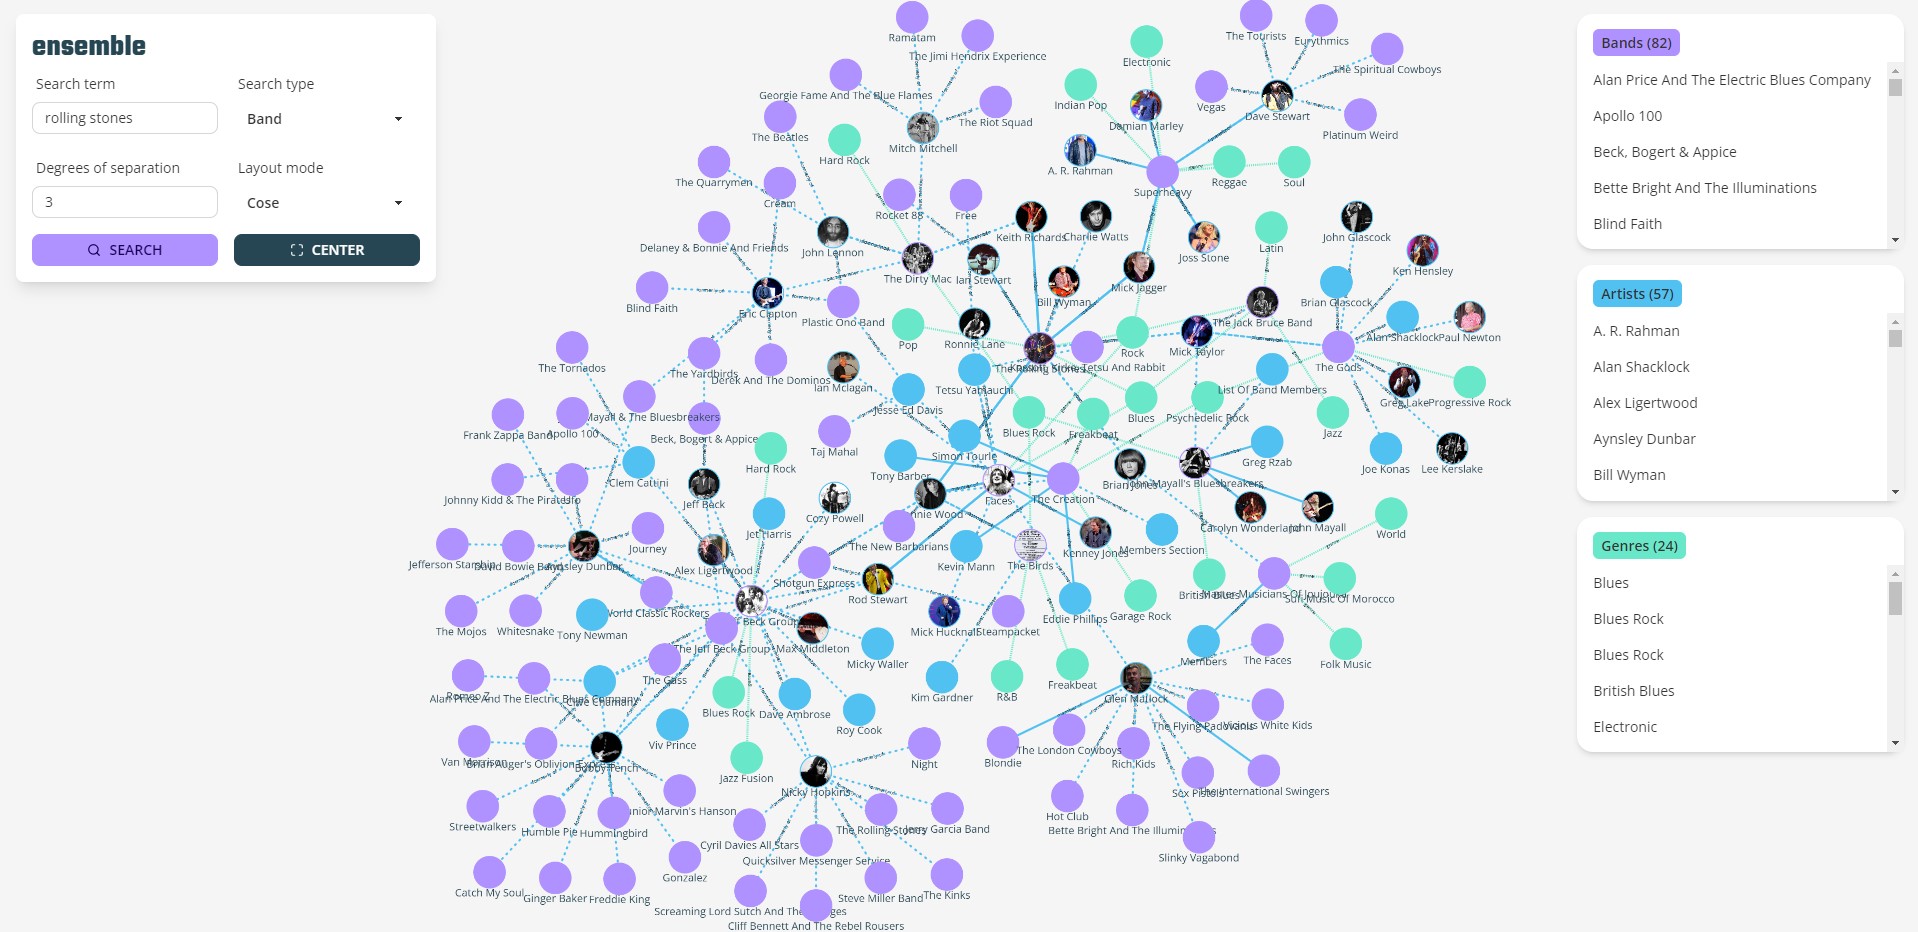 ensemble
Search term
Search type
rolling stones
Band
Degrees of separation
Layout mode
3
Cose
SEARCH
CENTER
Ramatam
The Jimi Hendrix Experience
Georgie Fame And The Blue Flames
The Riot Squad
The Beatles
Mitch Mitchell
Hard Rock
The Quarrymen
Cream
Rocket 88
Free
Electronic
Indian Pop
Damian Marley
The Tourists
Eurythmics
The Spiritual Cowboys
Vegas
Dave Stewart
Platinum Weird
A. R. Rahman
Superheavy
Reggae
Soul
Delaney & Bonnie And Friends
John Lennon
Keith Richards
Charlie Watts
Joss Stone
Latin
John Glascock
Ken Hensley
The Dirty Mac
Ian Stewart
Mick Jagger
Blind Faith
Eric Clapton
Plastic Ono Band
Bill Wyman
The Jack Bruce Band
Brian Glascock
Pop
Ronnie Lane
Rock
Mick Taylor
Alan Shacklock
Paul Newton
The Tornados
The Yardbirds
Derek And The Dominos
Ian Mclagan
Tetsu Yamauchi
The Rolling Stones
Tetsu And Rabbit
The Gods
List Of Band Members
Greg Lake
Progressive Rock
Frank Zappa Band
Apollo 100
Mayall & The Bluesbreakers
Beck, Bogert & Appice
Jesse Ed Davis
Taj Mahal
Blues Rock
Freakbeat
Blues
Psychedelic Rock
Jazz
Simon Tourle
Johnny Kidd & The Pirates
Ufo
Clem Cattini
Hard Rock
Jeff Beck
Tony Barbor
Faces
The Creation
Brian Jones
John Mayall's Bluesbreakers
Greg Rzab
Joe Konas
Lee Kerslake
Cozy Powell
Jet Harris
nnie Wood
Carolyn Wonderland
John Mayall
World
Journey
The New Barbarians
Kevin Mann
The Birds
Kenney Jones
Members Section
Jefferson Starship
David Bowie Band
Aynsley Dunbar
Alex Ligertwood
Shotgun Express
Rod Stewart
British Blues
Master Musicians Of Joujouka
Sufi Music Of Morocco
The Mojos
Whitesnake
Tony Newman
World Classic Rockers
Beck Group
Max Middleton
Mick Hucknall
Steampacket
Eddie Phillips
Garage Rock
The Jeff Beck Group
Micky Waller
Members
The Faces
Folk Music
Romeo Z
Alan Price And The Electric Blues Company
Clive Chaman
The Gass
Blues Rock
Dave Ambrose
Roy Cook
Kim Gardner
R&B
Freakbeat
Glen Matlock
The Flying Padovanis
Vicious White Kids
Van Morrison
Brian Auger's Oblivion Express
Bobby Tench
Viv Prince
Jazz Fusion
Nicky Hopkins
Night
Blondie
The London Cowboys
Rich Kids
Sex Pistols
The International Swingers
Streetwalkers
Humble Pie
Hummingbird
unior Marvin's Hanson
Cyril Davies All Stars
The Rolling Stones
Jerry Garcia Band
Quicksilver Messenger Service
Hot Club
Bette Bright And The Illuminations
Slinky Vagabond
Catch My Soul
Ginger Baker
Freddie King
Gonzalez
Steve Miller Band
The Kinks
Screaming Lord Sutch And The Savages
Cliff Bennett And The Rebel Rousers
Bands (82)
Alan Price And The Electric Blues Company
Apollo 100
Beck, Bogert & Appice
Bette Bright And The Illuminations
Blind Faith
Artists (57)
A. R. Rahman
Alan Shacklock
Alex Ligertwood
Aynsley Dunbar
Bill Wyman
Genres (24)
Blues
Blues Rock
Blues Rock
British Blues
Electronic